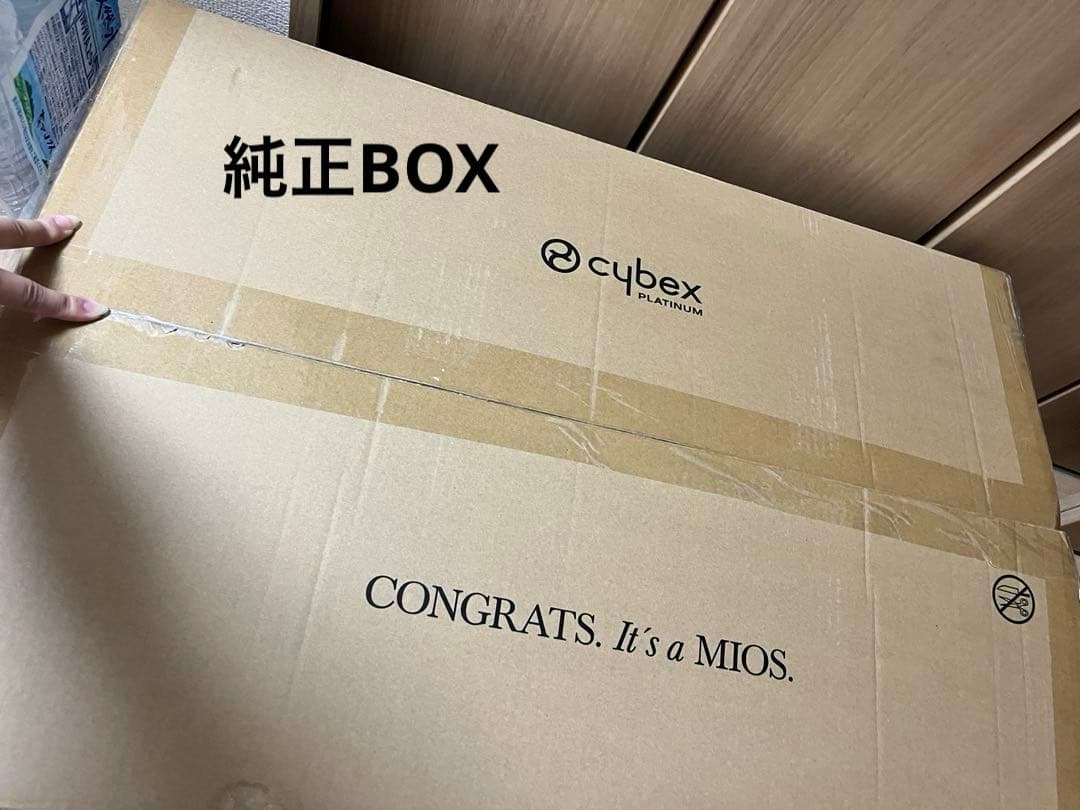 純正BOX
cybex
PLATINUM
CONGRATS. It´s a MIOS.